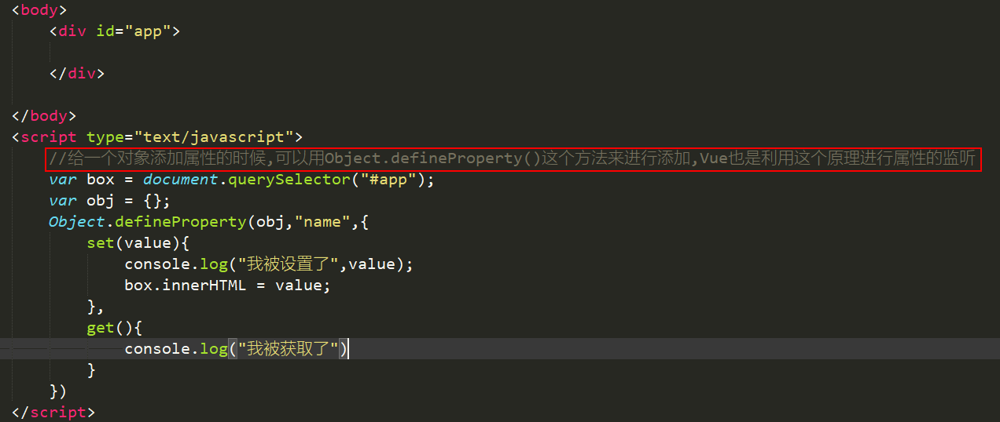 <body>
<div id="app">
</div>
</body>
<script type="text/javascript">
//给一个对象添加属性的时候,可以用Object.defineProperty()这个方法来进行添加,Vue也是利用这个原理进行属性的监听
var box = document.querySelector("#app");
var obj = {};
Object.defineProperty(obj,"name",{
set(value){
console.log("我被设置了",value);
box.innerHTML = value;
},
get(){
console.log("我被获取了")
}
})
</script>